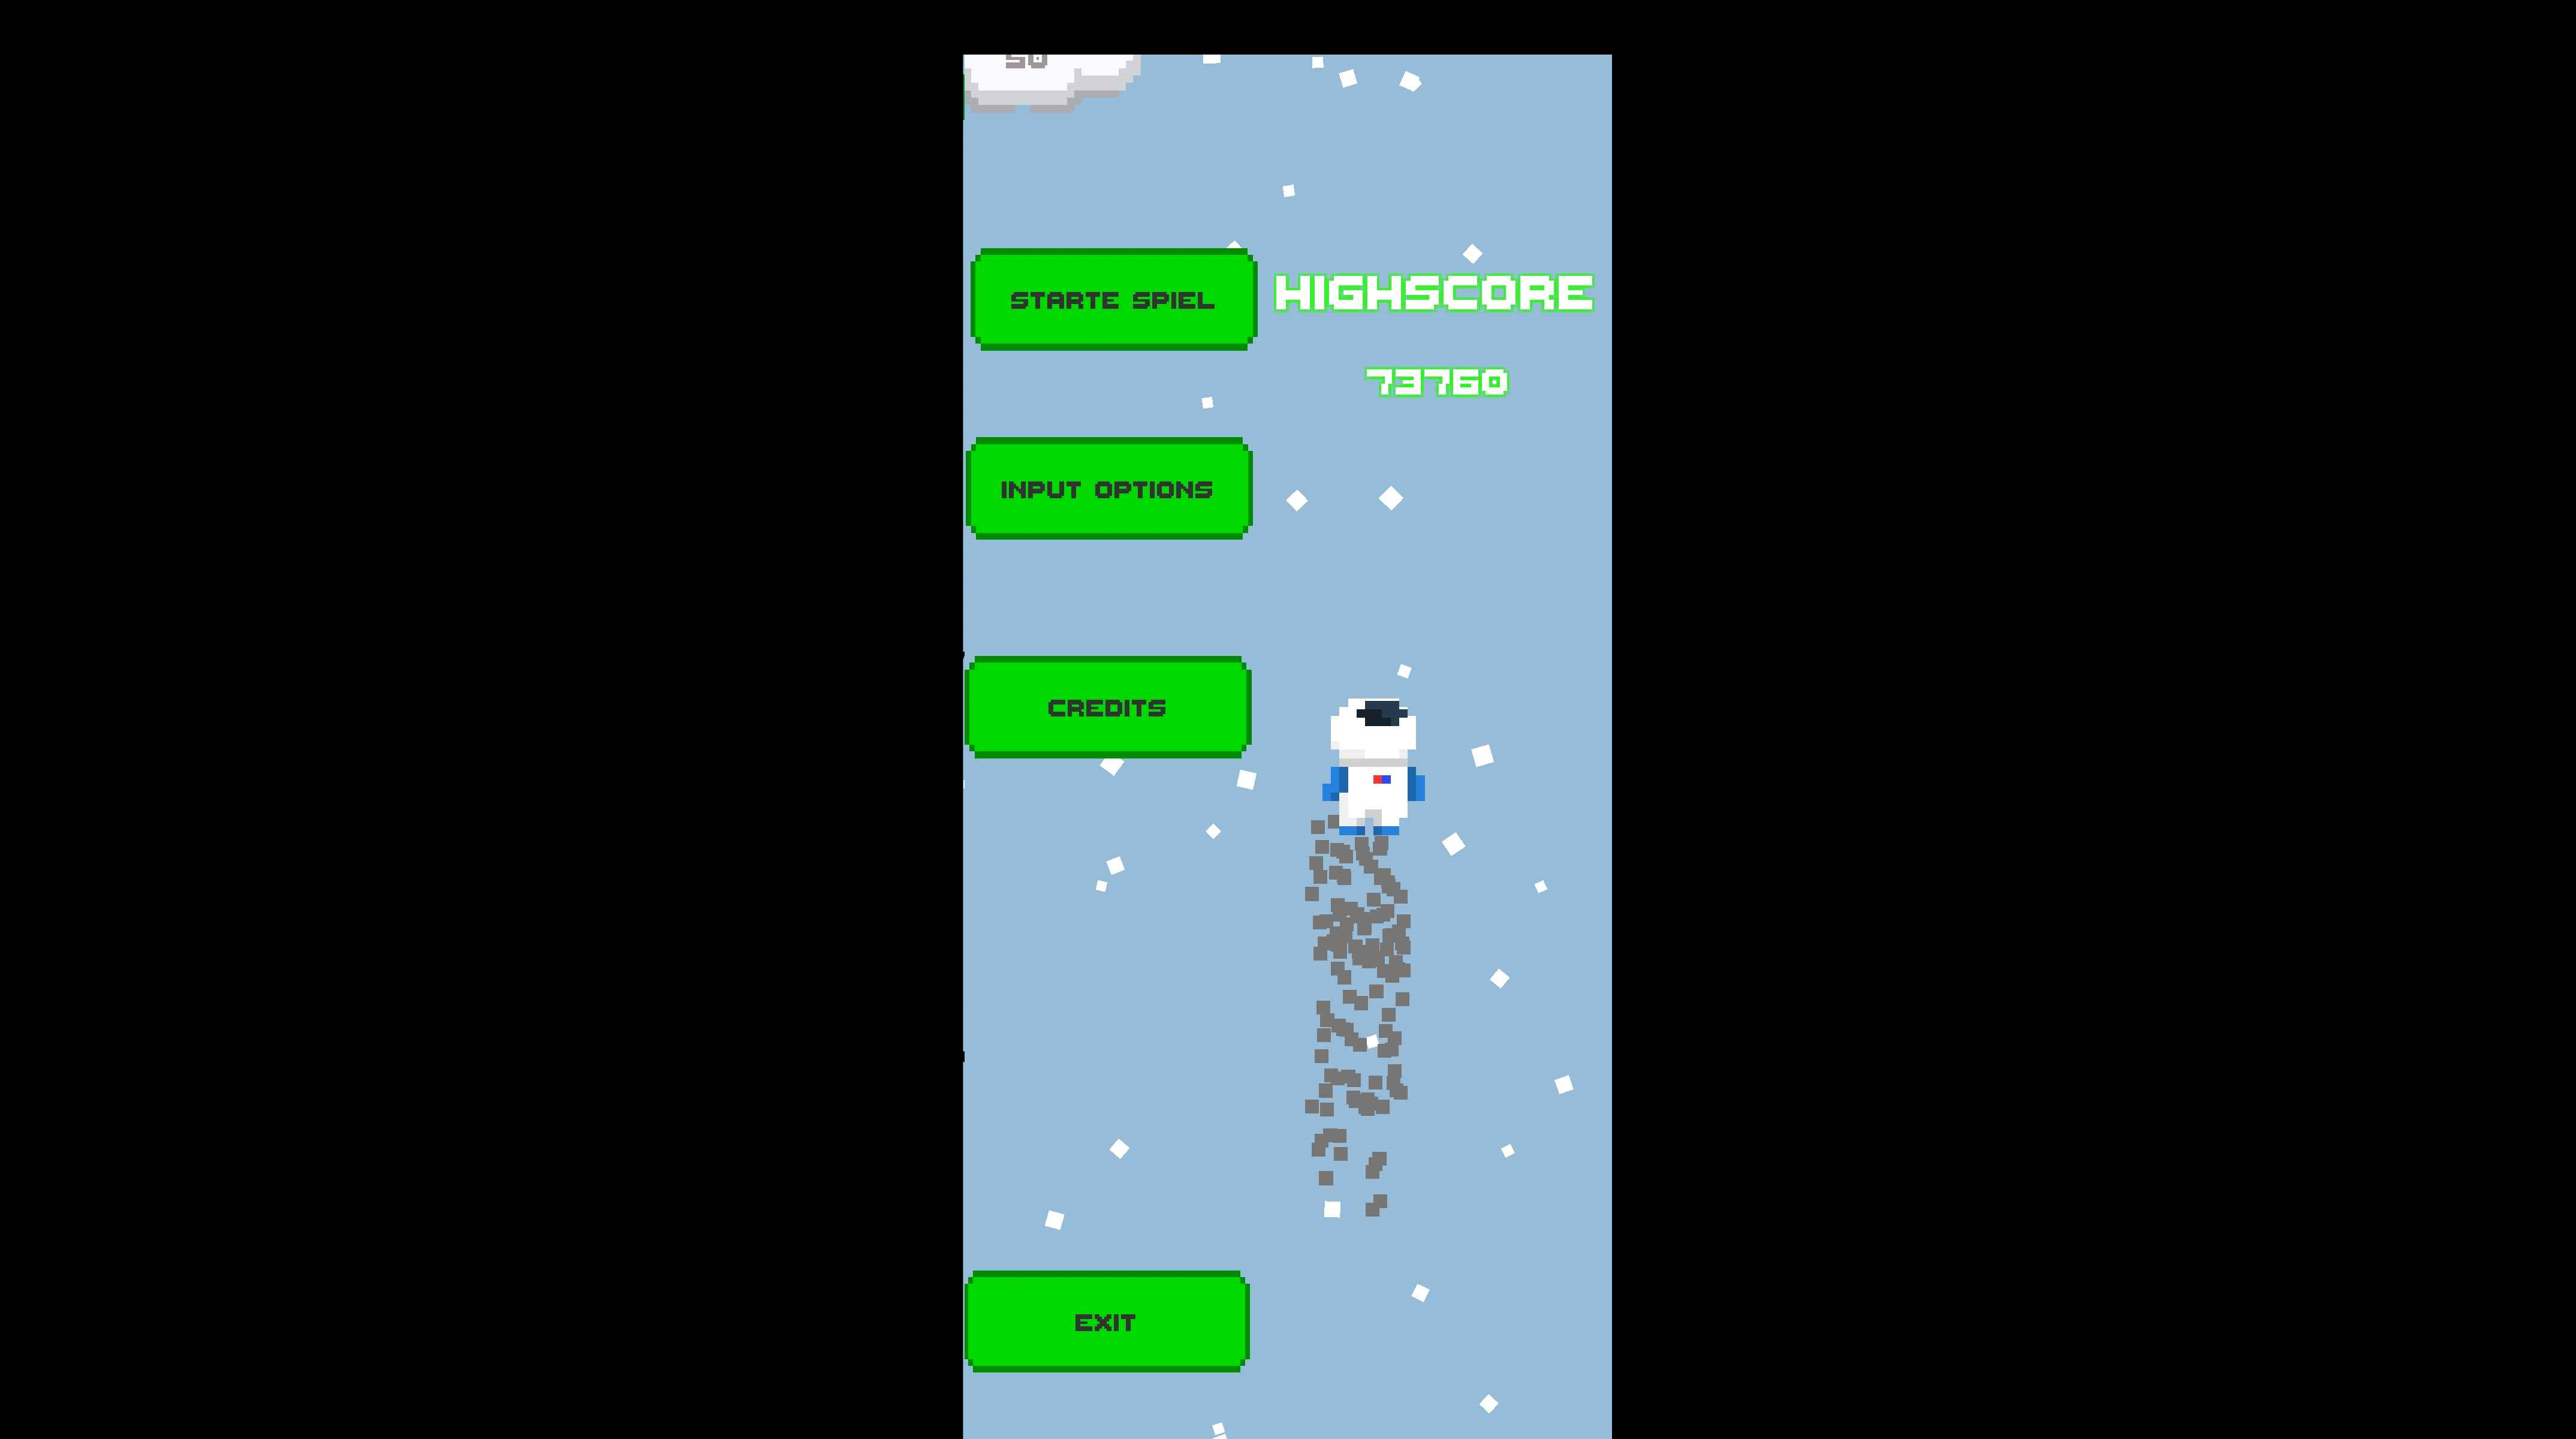 STARTE SPIEL
HIGHSCORE
73760
INPUT OPTIONS
CREDITS
EXIT